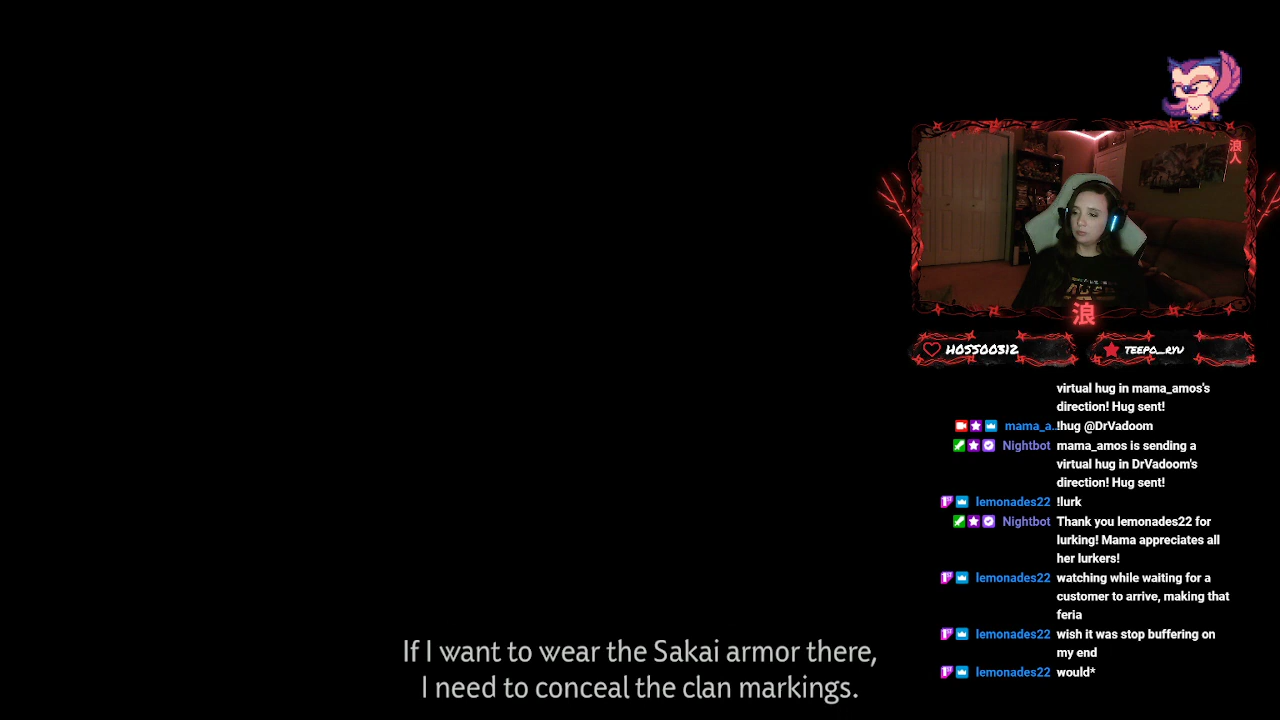 浪
人
浪
HOSS00312
TEEPO_RYU
virtual hug in mama_amos's
direction! Hug sent!
mama_a.. !hug @DrVadoom
Nightbot mama_amos is sending a
virtual hug in DrVadoom's
direction! Hug sent!
lemonades22 !lurk
Nightbot Thank you lemonades22 for
lurking! Mama appreciates all
her lurkers!
lemonades22 watching while waiting for a
customer to arrive, making that
feria
lemonades22 wish it was stop buffering on
my end
lemonades22 would*
If I want to wear the Sakai armor there,
I need to conceal the clan markings.